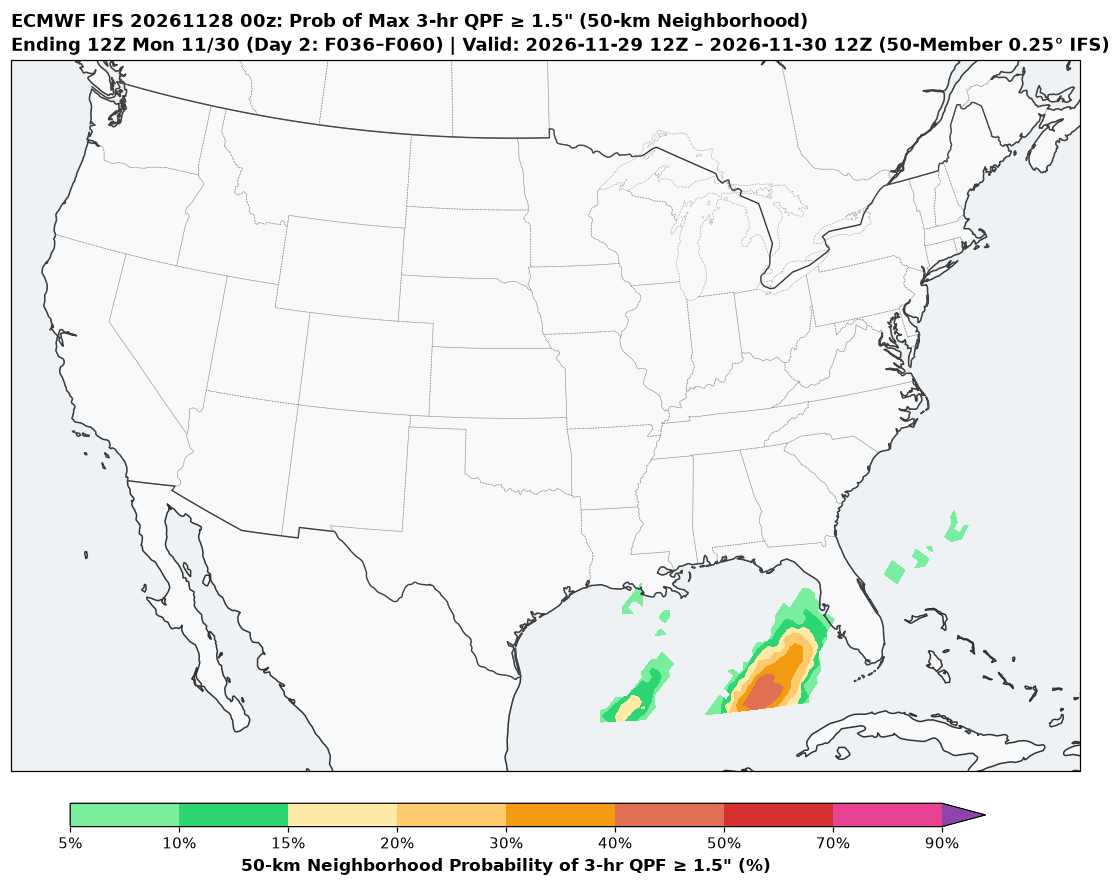 ECMWF IFS 20261128 00z: Prob of Max 3-hr QPF ≥ 1.5" (50-km Neighborhood)
Ending 12Z Mon 11/30 (Day 2: F036–F060) | Valid: 2026-11-29 12Z – 2026-11-30 12Z (50-Member 0.25° IFS)
5% 10% 15% 20% 30% 40% 50% 70% 90%
50-km Neighborhood Probability of 3-hr QPF ≥ 1.5" (%)